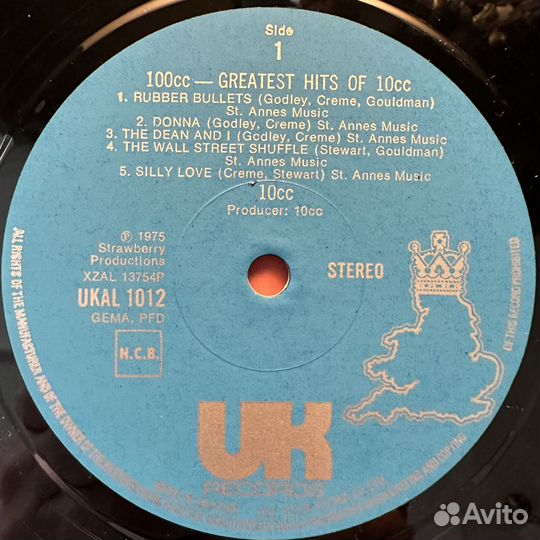 Side
1
100cc — GREATEST HITS OF 10cc
1. RUBBER BULLETS (Godley, Creme, Gouldman)
St. Annes Music
2. DONNA (Godley, Creme) St. Annes Music
3. THE DEAN AND I (Godley, Creme) St. Annes Music
4. THE WALL STREET SHUFFLE (Stewart, Gouldman)
St. Annes Music
5. SILLY LOVE (Creme, Stewart) St. Annes Music
10cc
Producer: 10cc
℗ 1975
Strawberry
Productions
XZAL 13754P
UKAL 1012
GEMA, PFD
N.C.B.
STEREO
UK
RECORDS
ALL RIGHTS OF THE MANUFACTURER AND OF THE OWNER OF THE
OF THIS RECORD PROHIBITED
Avito